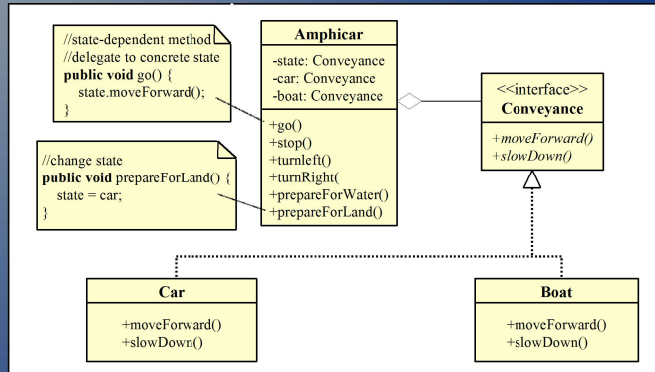 //state-dependent method
//delegate to concrete state
public void go() {
state.moveForward();
}
//change state
public void prepareForLand() {
state = car;
}
Amphicar
-state: Conveyance
-car: Conveyance
-boat: Conveyance
+go()
+stop()
+turnleft()
+turnRight(
+prepareForWater()
+prepareForLand()
<<interface>>
Conveyance
+moveForward()
+slowDown()
Car
+moveForward()
+slowDown()
Boat
+moveForward()
+slowDown()